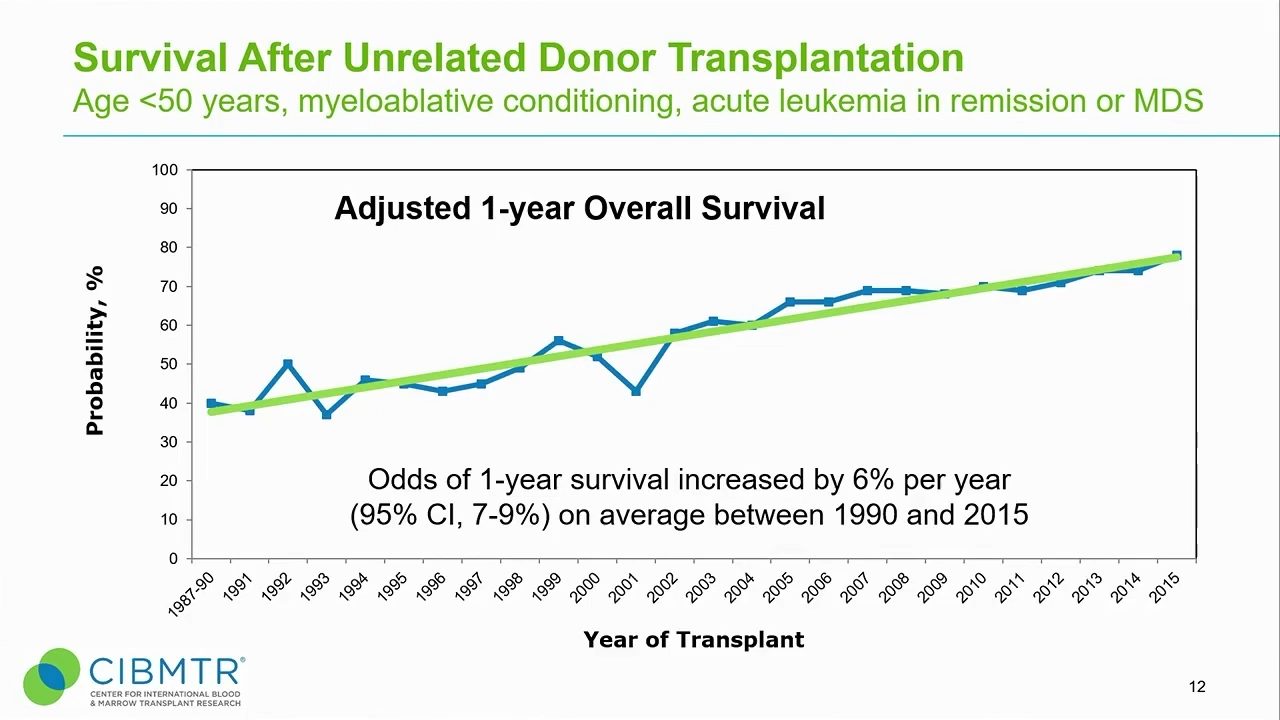 Survival After Unrelated Donor Transplantation
Age <50 years, myeloablative conditioning, acute leukemia in remission or MDS
Adjusted 1-year Overall Survival
Probability, %
100
90
80
70
60
50
40
30
20
10
0
Odds of 1-year survival increased by 6% per year
(95% CI, 7-9%) on average between 1990 and 2015
1987-90 1991 1992 1993 1994 1995 1996 1997 1998 1999 2000 2001 2002 2003 2004 2005 2006 2007 2008 2009 2010 2011 2012 2013 2014 2015
Year of Transplant
CIBMTR®
CENTER FOR INTERNATIONAL BLOOD
& MARROW TRANSPLANT RESEARCH
12